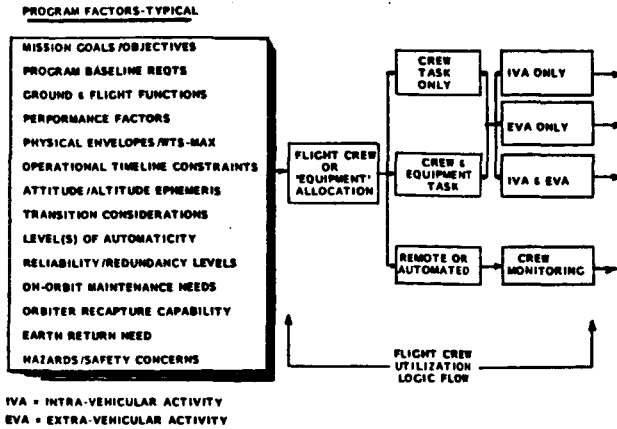 PROGRAM FACTORS-TYPICAL
MISSION GOALS/OBJECTIVES
PROGRAM BASELINE REQTS
GROUND & FLIGHT FUNCTIONS
PERFORMANCE FACTORS
PHYSICAL ENVELOPES/WTS-MAX
OPERATIONAL TIMELINE CONSTRAINTS
ATTITUDE/ALTITUDE EPHEMERIS
TRANSITION CONSIDERATIONS
LEVEL(S) OF AUTOMATICITY
RELIABILITY/REDUNDANCY LEVELS
ON-ORBIT MAINTENANCE NEEDS
ORBITER RECAPTURE CAPABILITY
EARTH RETURN NEED
HAZARDS/SAFETY CONCERNS
FLIGHT CREW
OR
'EQUIPMENT'
ALLOCATION
CREW
TASK
ONLY
CREW &
EQUIPMENT
TASK
REMOTE OR
AUTOMATED
IVA ONLY
EVA ONLY
IVA & EVA
CREW
MONITORING
FLIGHT CREW
UTILIZATION
LOGIC FLOW
IVA = INTRA-VEHICULAR ACTIVITY
EVA = EXTRA-VEHICULAR ACTIVITY